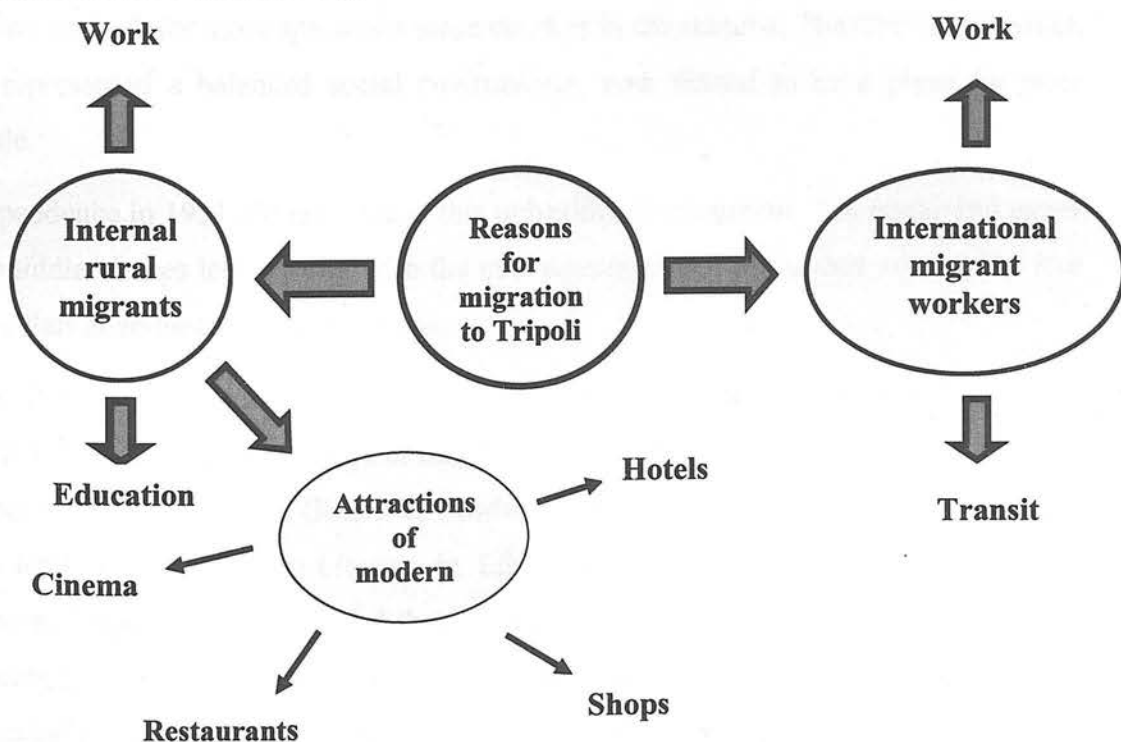 Work
Work
Internal
rural
migrants
Reasons
for
migration
to Tripoli
International
migrant
workers
Education
Attractions
of
modern
Hotels
Transit
Cinema
Restaurants
Shops